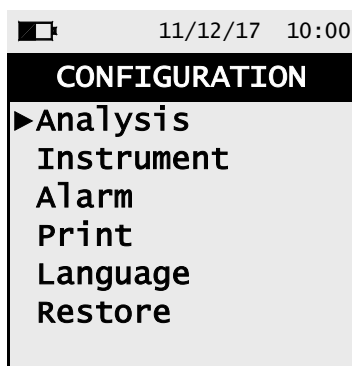 11/12/17 10:00
CONFIGURATION
Analysis
Instrument
Alarm
Print
Language
Restore